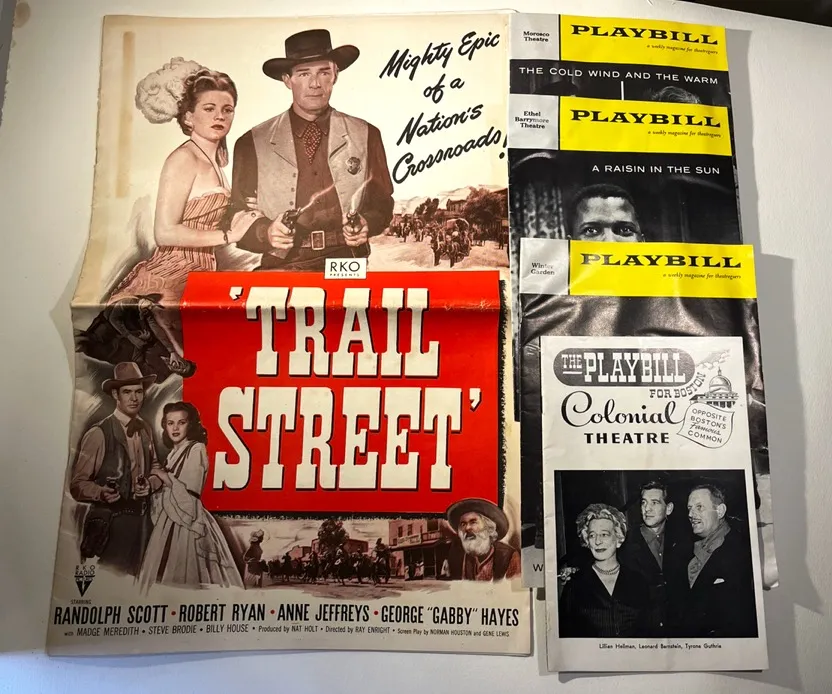 Mighty Epic
of a
Nation's
Crossroads!
RKO
PRESENTS
'TRAIL
STREET'
RKO
RADIO
STARRING
RANDOLPH SCOTT • ROBERT RYAN • ANNE JEFFREYS • GEORGE "GABBY" HAYES
with MADGE MEREDITH • STEVE BRODIE • BILLY HOUSE • Produced by NAT HOLT • Directed by RAY ENRIGHT • Screen Play by NORMAN HOUSTON and GENE LEWIS
Morosco
Theatre
PLAYBILL
a weekly magazine for theatregoers
THE COLD WIND AND THE WARM
Ethel
Barrymore
Theatre
PLAYBILL
a weekly magazine for theatregoers
A RAISIN IN THE SUN
Winter
Garden
PLAYBILL
a weekly magazine for theatregoers
W
THE PLAYBILL
FOR BOSTON
Colonial
THEATRE
OPPOSITE
BOSTON'S
Famous
COMMON
Lillian Hellman, Leonard Bernstein, Tyrone Guthrie